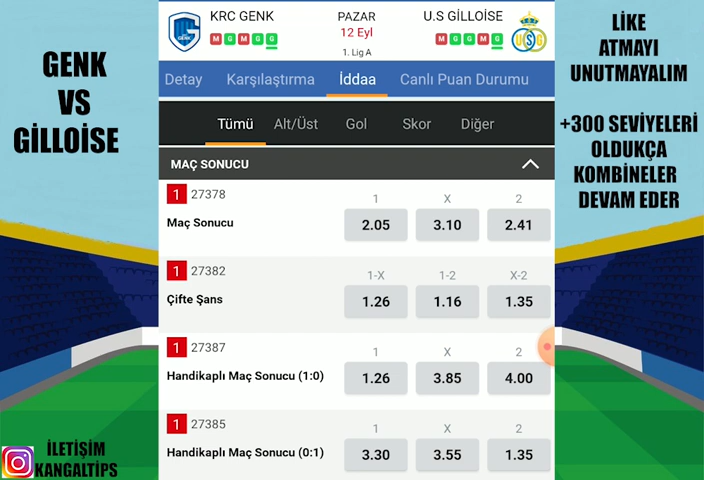 GENK
VS
GİLLOİSE
İLETİŞİM
KANGALTİPS
KRC GENK
M G M G G
GENK
PAZAR
12 Eyl
1. Lig A
U.S GİLLOİSE
M G G M G
USG
Detay Karşılaştırma İddaa Canlı Puan Durumu
Tümü Alt/Üst Gol Skor Diğer
MAÇ SONUCU
1 27378
Maç Sonucu
1 X 2
2.05 3.10 2.41
1 27382
Çifte Şans
1-X 1-2 X-2
1.26 1.16 1.35
1 27387
Handikaplı Maç Sonucu (1:0)
1 X 2
1.26 3.85 4.00
1 27385
Handikaplı Maç Sonucu (0:1)
1 X 2
3.30 3.55 1.35
LİKE
ATMAYI
UNUTMAYALIM
+300 SEVİYELERİ
OLDUKÇA
KOMBİNELER
DEVAM EDER